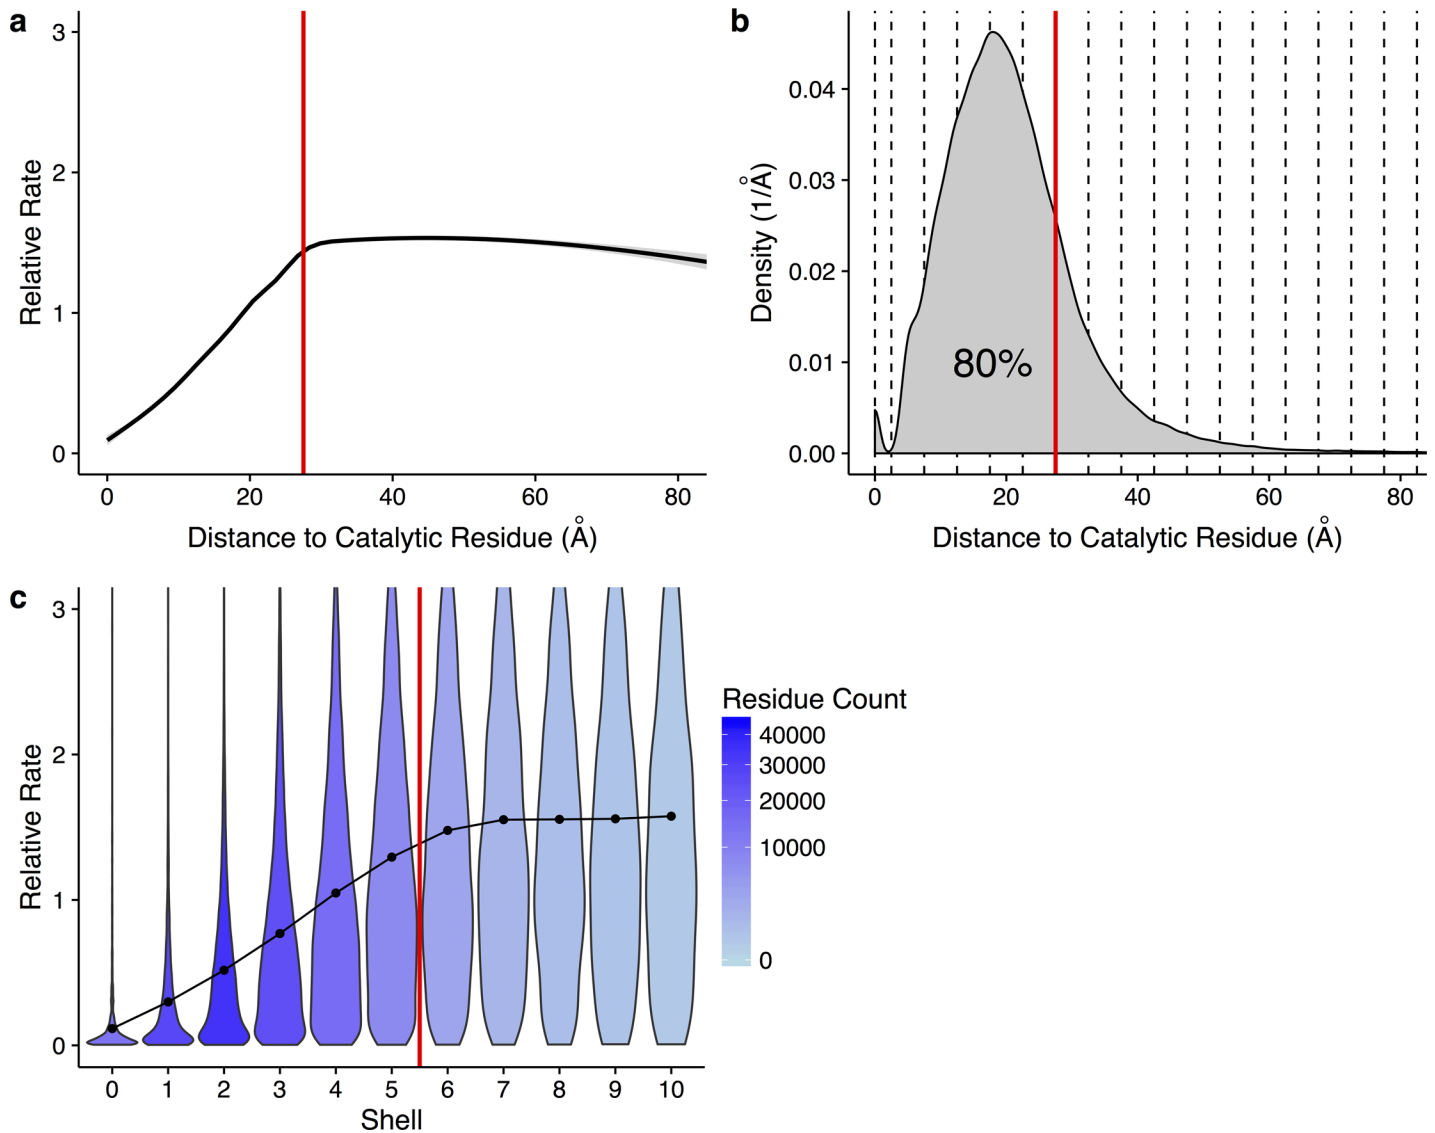 a
3
2
1
0
Relative Rate
0 20 40 60 80
Distance to Catalytic Residue (Å)
b
0.04
0.03
0.02
0.01
0.00
Density (1/Å)
80%
0 20 40 60 80
Distance to Catalytic Residue (Å)
c
3
2
1
0
Relative Rate
0 1 2 3 4 5 6 7 8 9 10
Shell
Residue Count
40000
30000
20000
10000
0